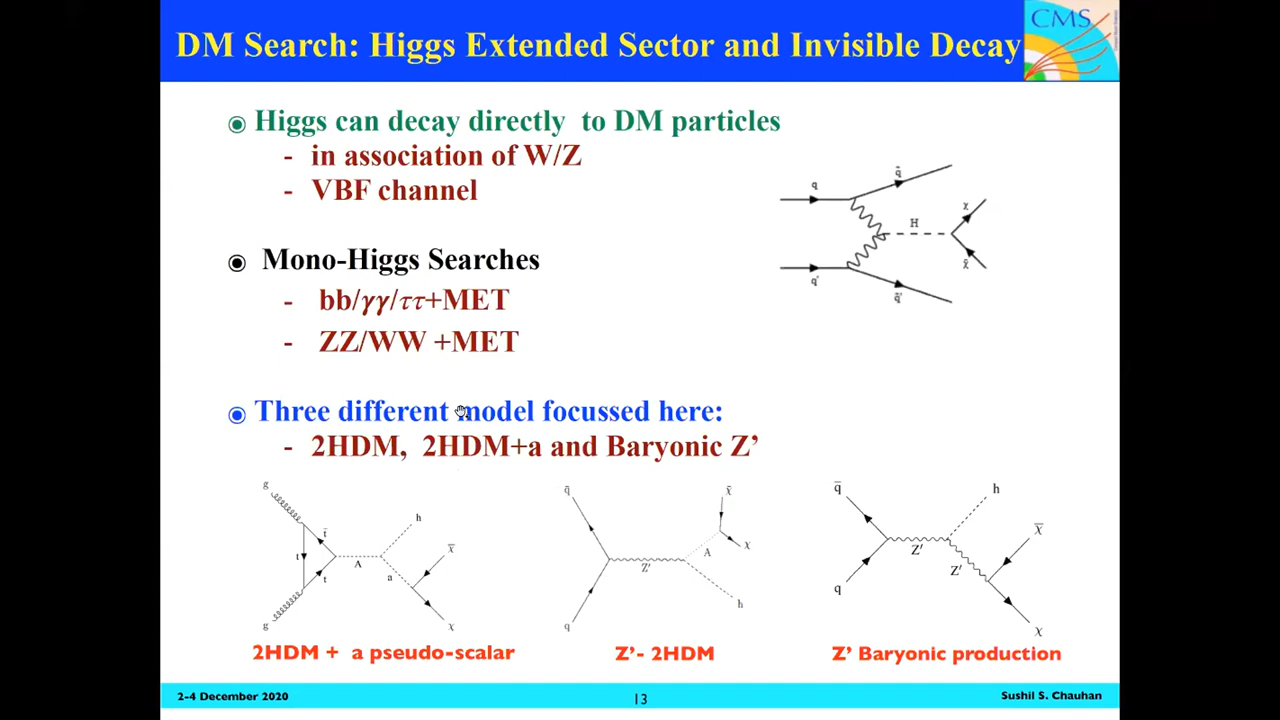 DM Search: Higgs Extended Sector and Invisible Decay
CMS
Higgs can decay directly to DM particles
- in association of W/Z
- VBF channel
q
q̄
H
χ
χ̄
q'
q̄'
Mono-Higgs Searches
- bb/γγ/ττ+MET
- ZZ/WW +MET
Three different model focussed here:
- 2HDM, 2HDM+a and Baryonic Z’
g
t̄
t
t
g
A
h
a
χ̄
χ
q̄
q
Z'
A
χ̄
χ
h
q̄
q
Z'
Z'
h
χ̄
χ
2HDM + a pseudo-scalar
Z’- 2HDM
Z’ Baryonic production
2-4 December 2020
13
Sushil S. Chauhan